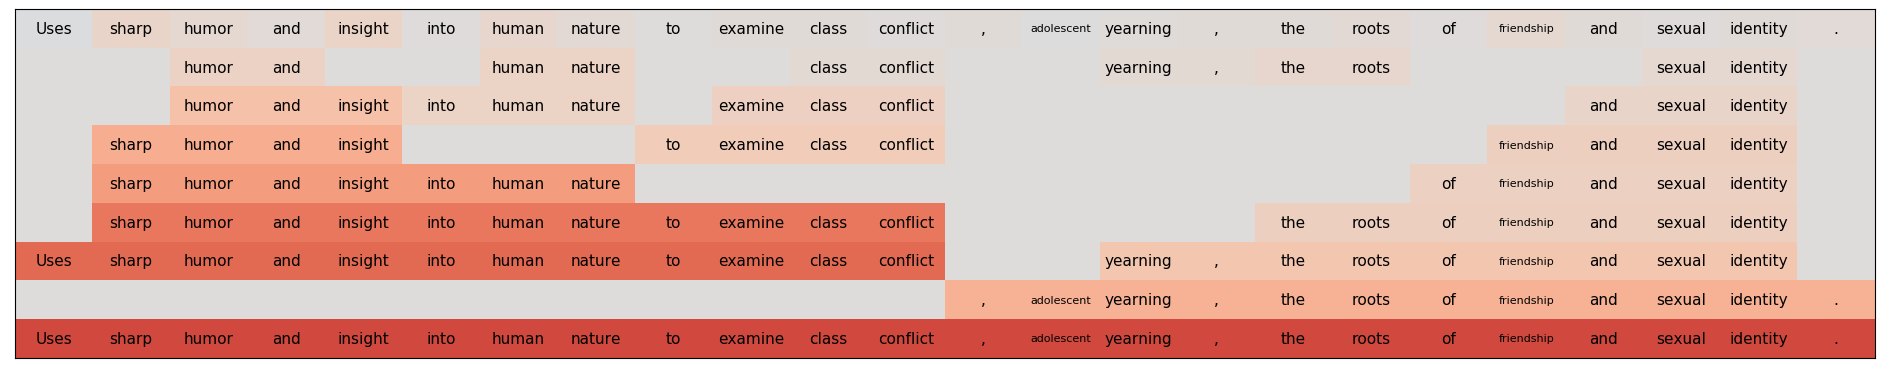 Uses sharp humor and insight into human nature to examine class conflict , adolescent yearning , the roots of friendship and sexual identity .
humor and human nature class conflict yearning , the roots sexual identity
humor and insight into human nature examine class conflict and sexual identity
sharp humor and insight to examine class conflict friendship and sexual identity
sharp humor and insight into human nature of friendship and sexual identity
sharp humor and insight into human nature to examine class conflict the roots of friendship and sexual identity
Uses sharp humor and insight into human nature to examine class conflict yearning , the roots of friendship and sexual identity
, adolescent yearning , the roots of friendship and sexual identity .
Uses sharp humor and insight into human nature to examine class conflict , adolescent yearning , the roots of friendship and sexual identity .